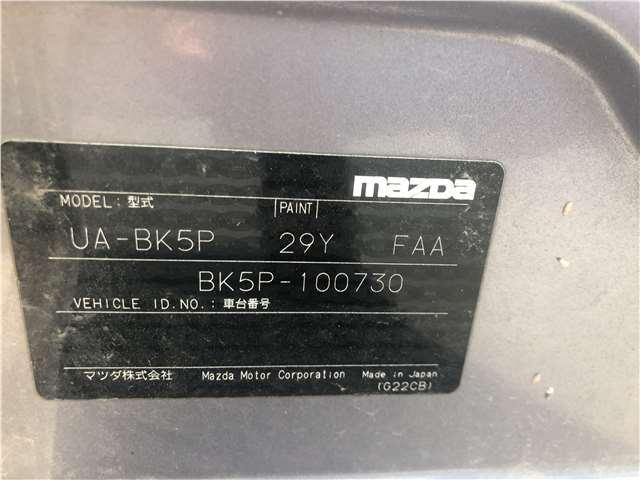 mazda
MODEL: 型式 |PAINT|
UA-BK5P 29Y FAA
BK5P-100730
VEHICLE ID.NO.: 車台番号
マツダ株式会社 Mazda Motor Corporation Made in Japan
(G22CB)